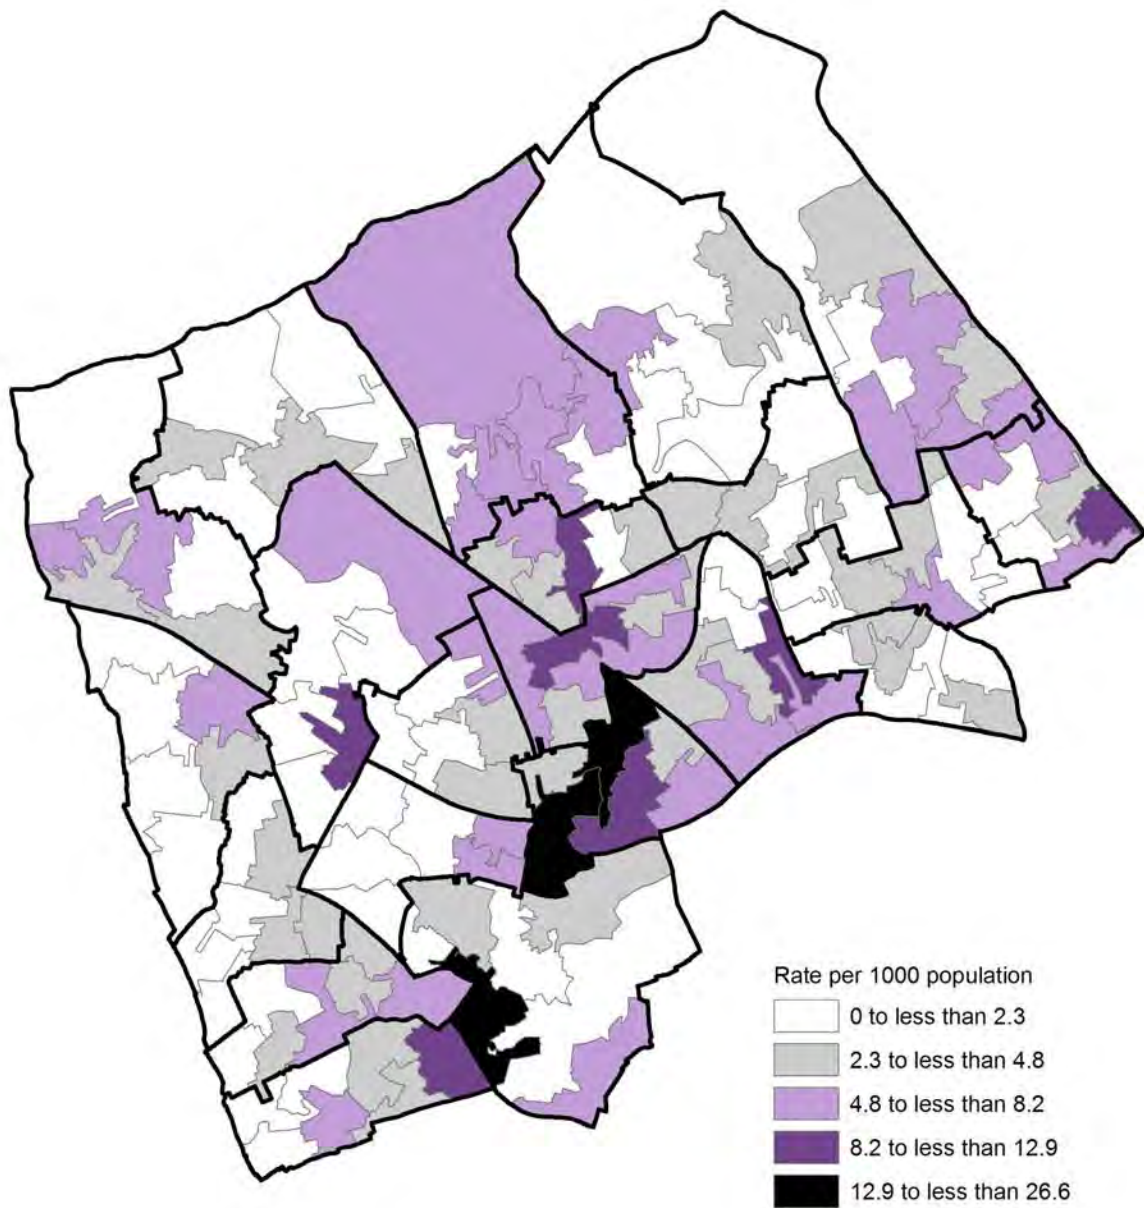 Rate per 1000 population
0 to less than 2.3
2.3 to less than 4.8
4.8 to less than 8.2
8.2 to less than 12.9
12.9 to less than 26.6